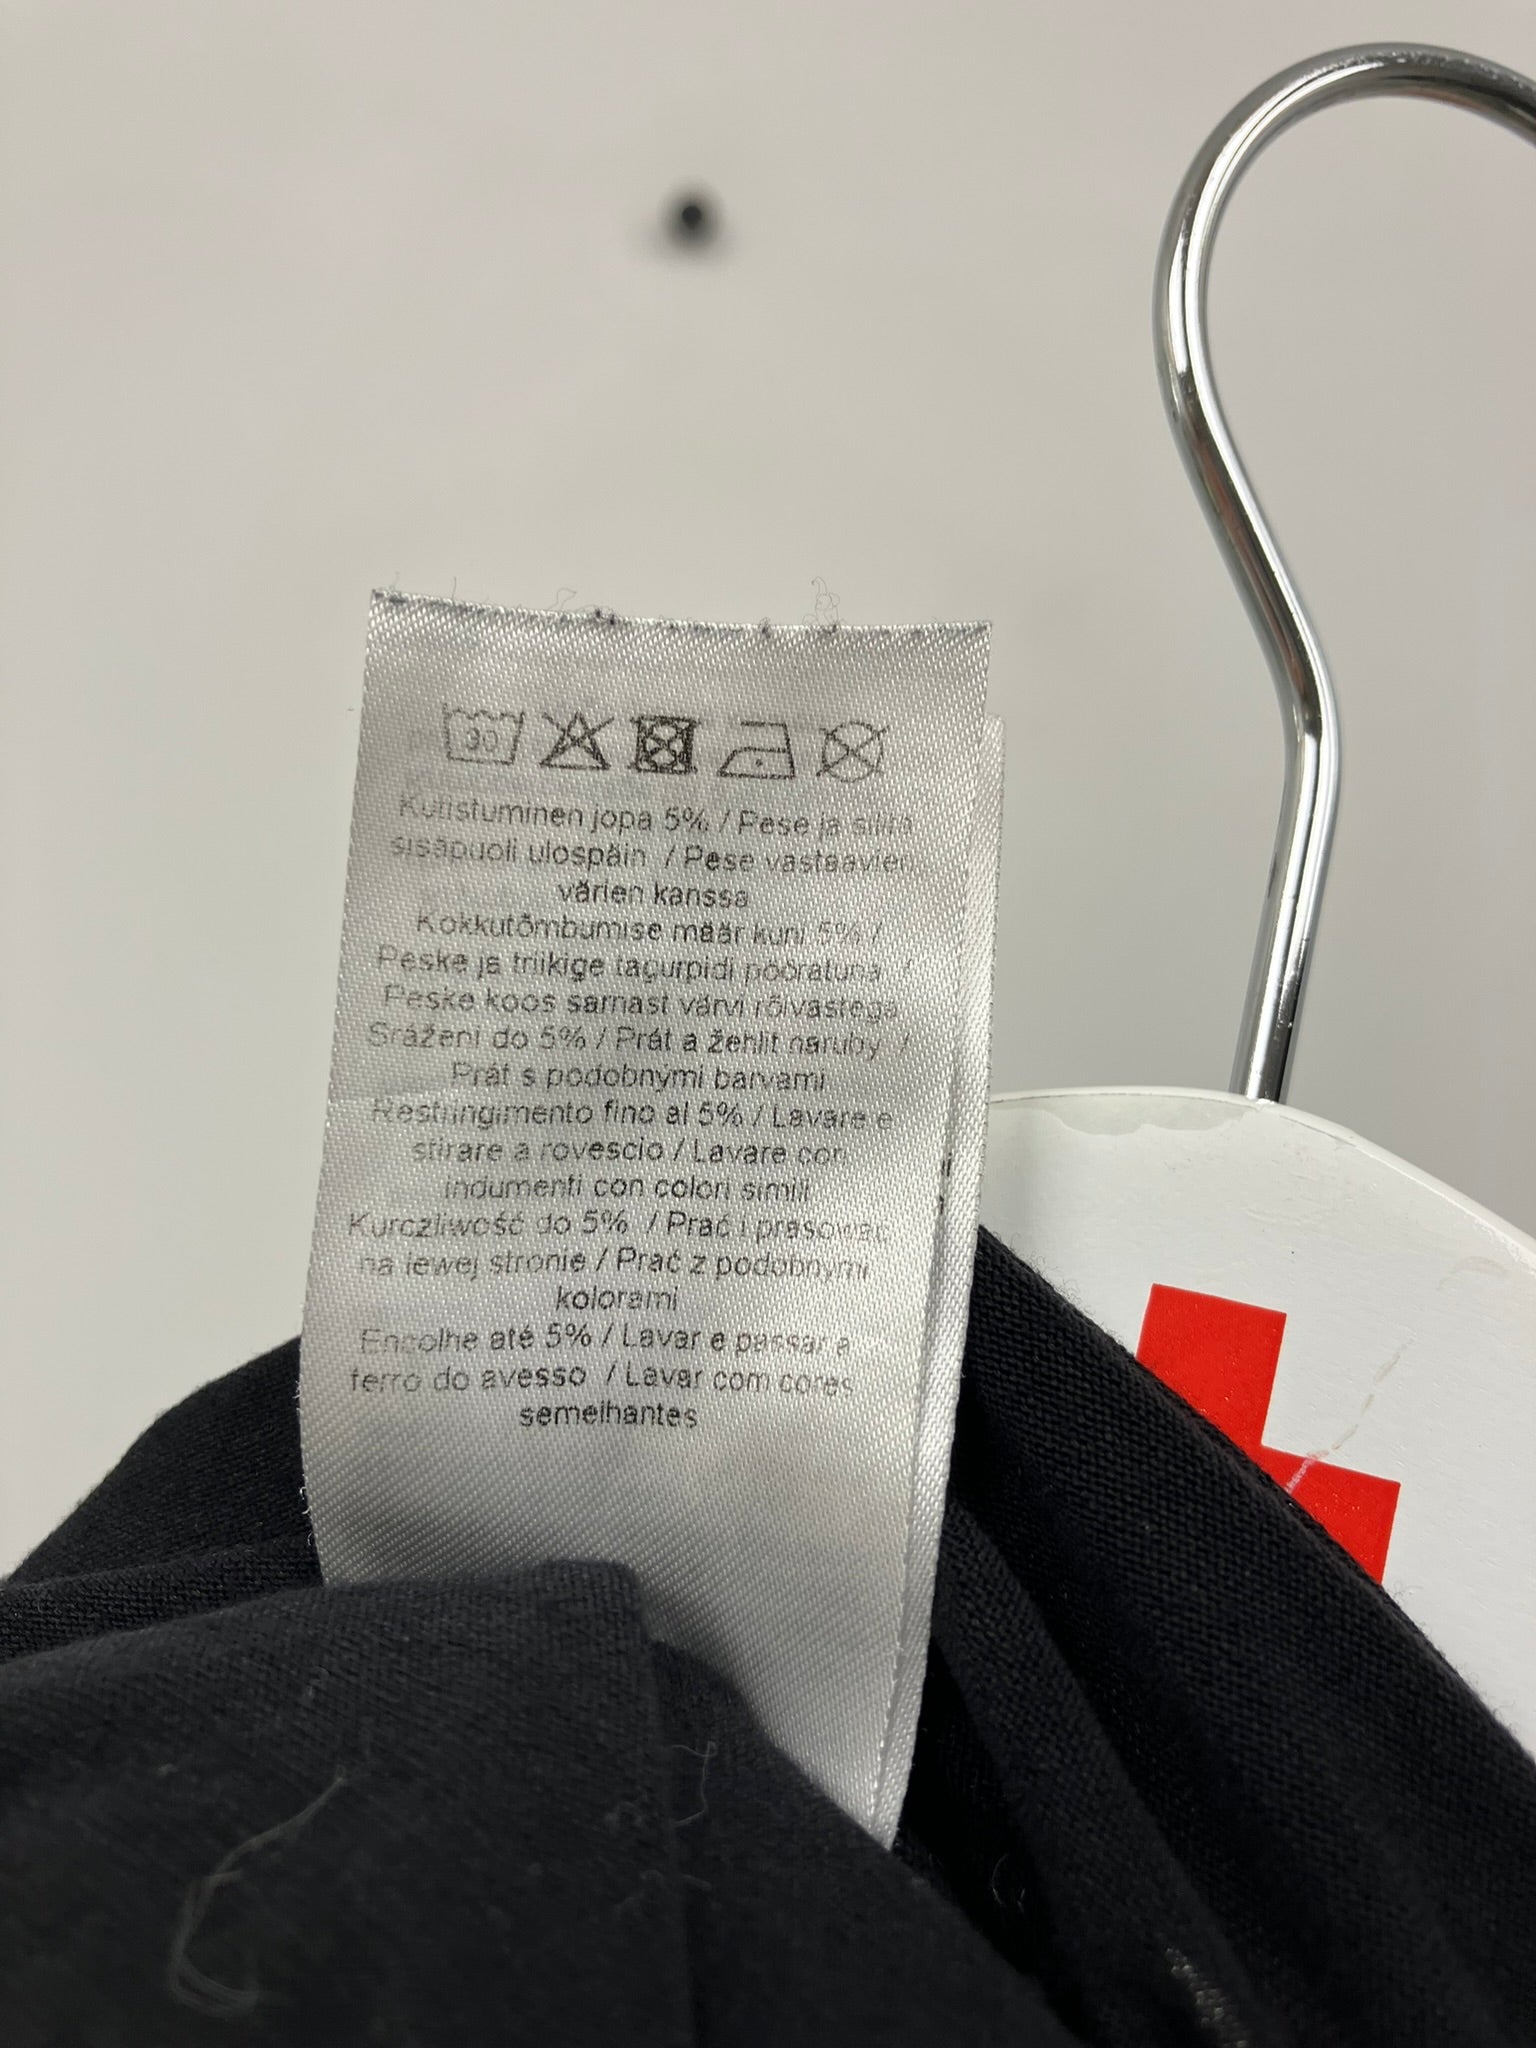 30
Kutistuminen jopa 5% / Pese ja silitä
sisäpuoli ulospäin / Pese vastaavien
värien kanssa
Kokkutõmbumise määr kuni 5% /
Peske ja triikige tagurpidi pööratuna /
Peske koos sarnast värvi rõivastega
Srážení do 5% / Prát a žehlit naruby /
Prát s podobnými barvami
Restringimento fino al 5% / Lavare e
stirare a rovescio / Lavare con
indumenti con colori simili
Kurczliwość do 5% / Prać i prasować
na lewej stronie / Prać z podobnymi
kolorami
Encolhe até 5% / Lavar e passar a
ferro do avesso / Lavar com cores
semelhantes